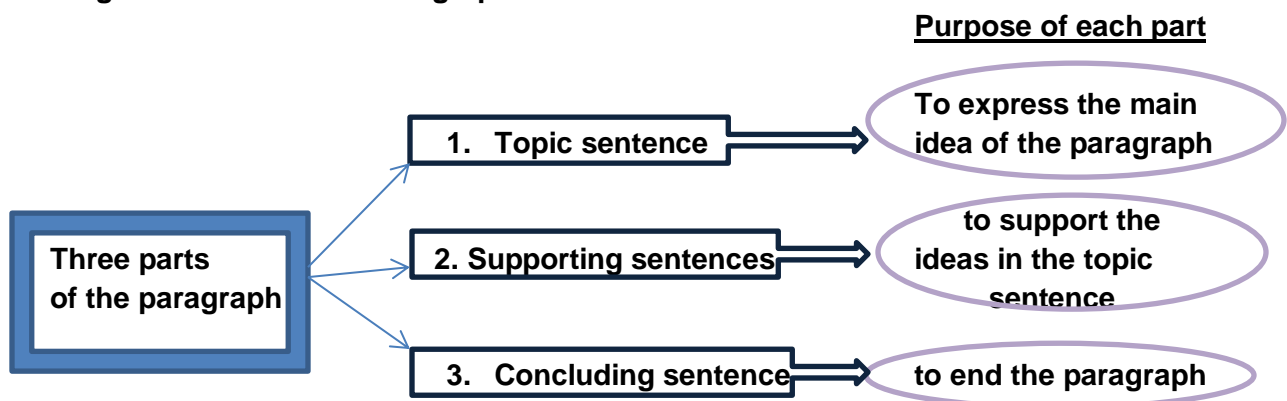 Purpose of each part
To express the main
idea of the paragraph
1. Topic sentence
to support the
ideas in the topic
sentence
2. Supporting sentences
Three parts
of the paragraph
3. Concluding sentence
to end the paragraph